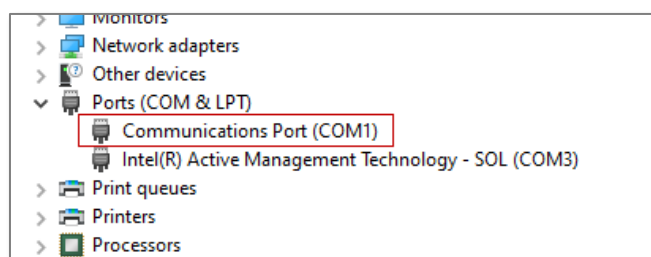 Monitors
Network adapters
Other devices
Ports (COM & LPT)
Communications Port (COM1)
Intel(R) Active Management Technology - SOL (COM3)
Print queues
Printers
Processors